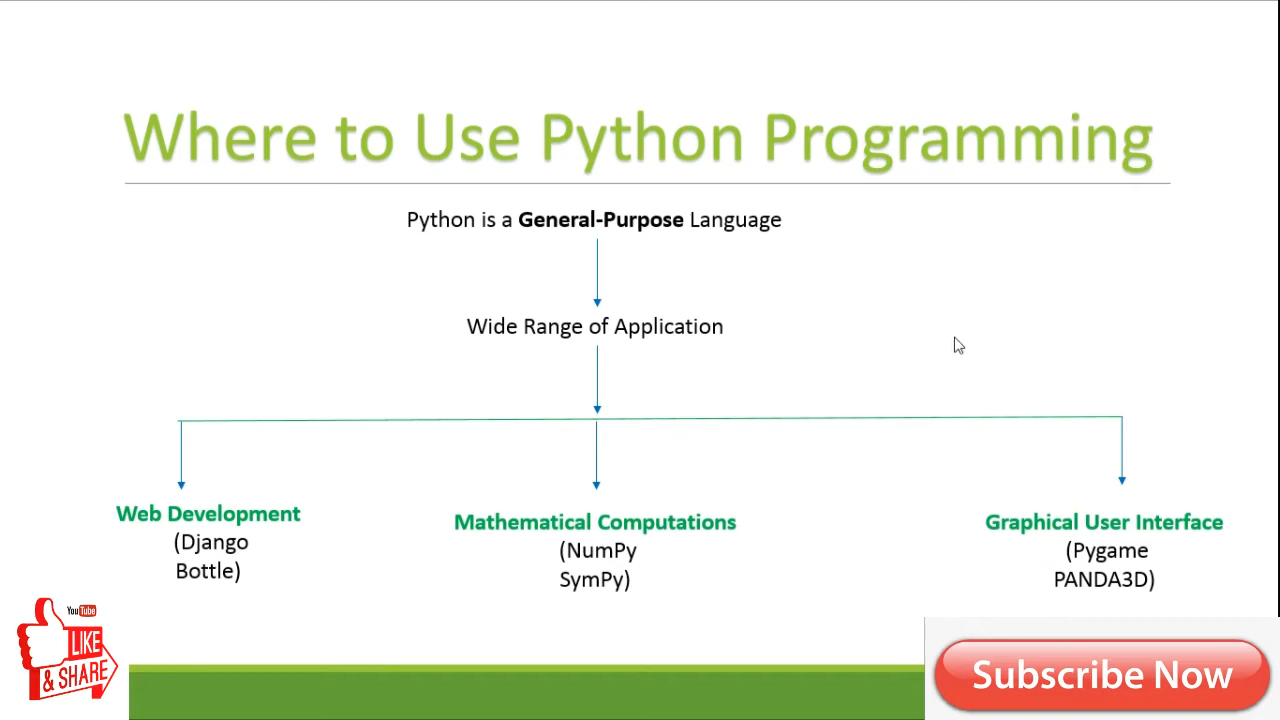 Where to Use Python Programming
Python is a General-Purpose Language
Wide Range of Application
Web Development
(Django
Bottle)
Mathematical Computations
(NumPy
SymPy)
Graphical User Interface
(Pygame
PANDA3D)
YouTube
LIKE
& SHARE
Subscribe Now